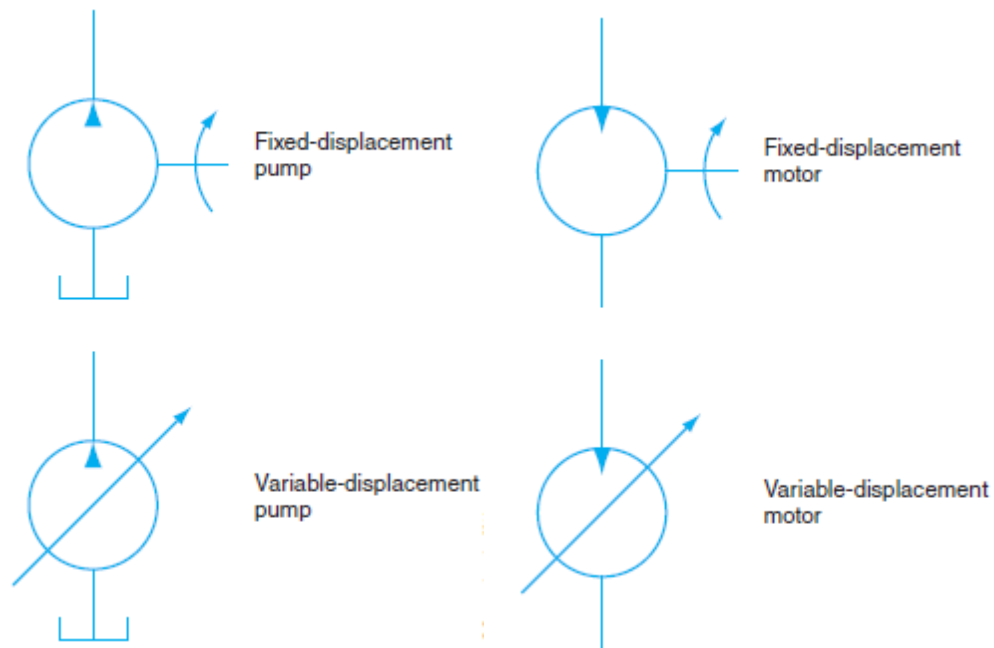 Fixed-displacement
pump
Fixed-displacement
motor
Variable-displacement
pump
Variable-displacement
motor